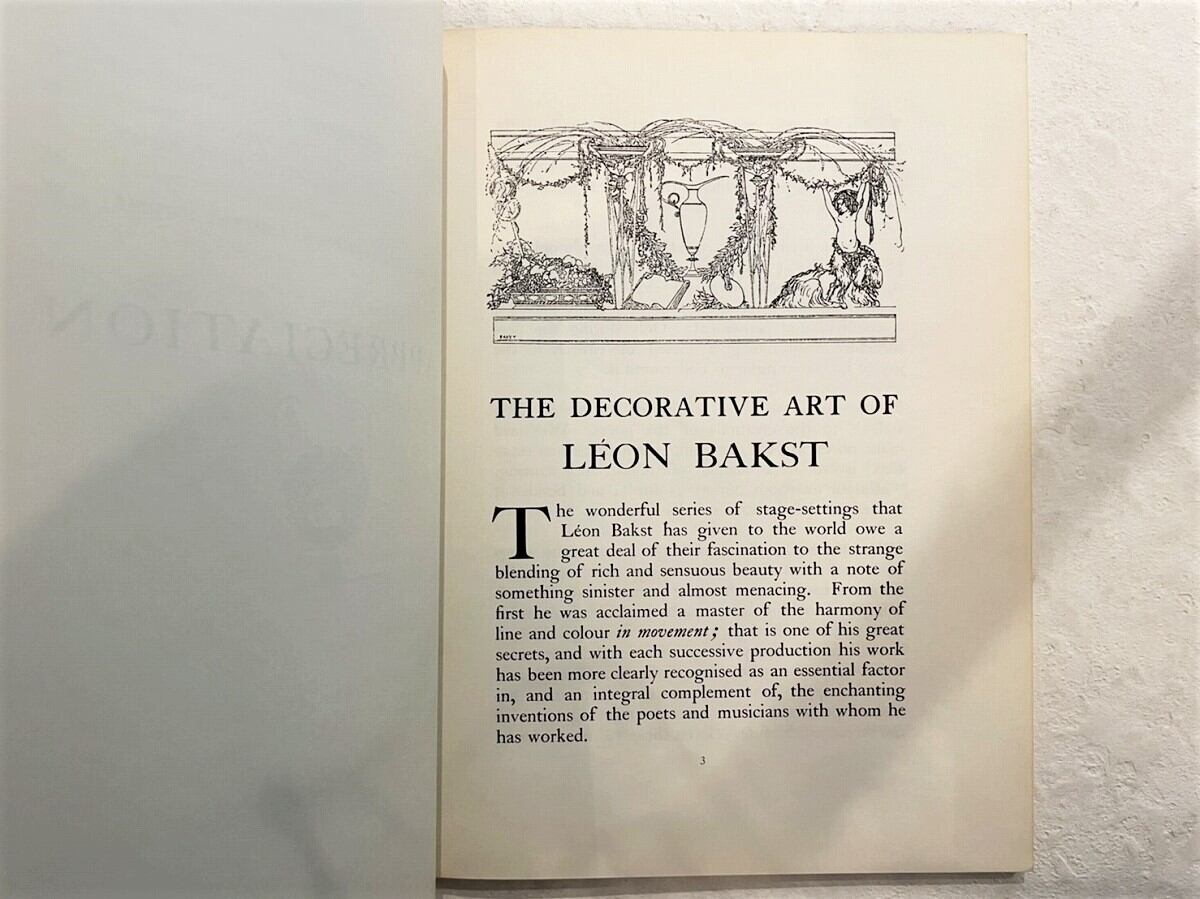 THE DECORATIVE ART OF
LÉON BAKST
The wonderful series of stage-settings that
Léon Bakst has given to the world owe a
great deal of their fascination to the strange
blending of rich and sensuous beauty with a note of
something sinister and almost menacing. From the
first he was acclaimed a master of the harmony of
line and colour in movement; that is one of his great
secrets, and with each successive production his work
has been more clearly recognised as an essential factor
in, and an integral complement of, the enchanting
inventions of the poets and musicians with whom he
has worked.
3